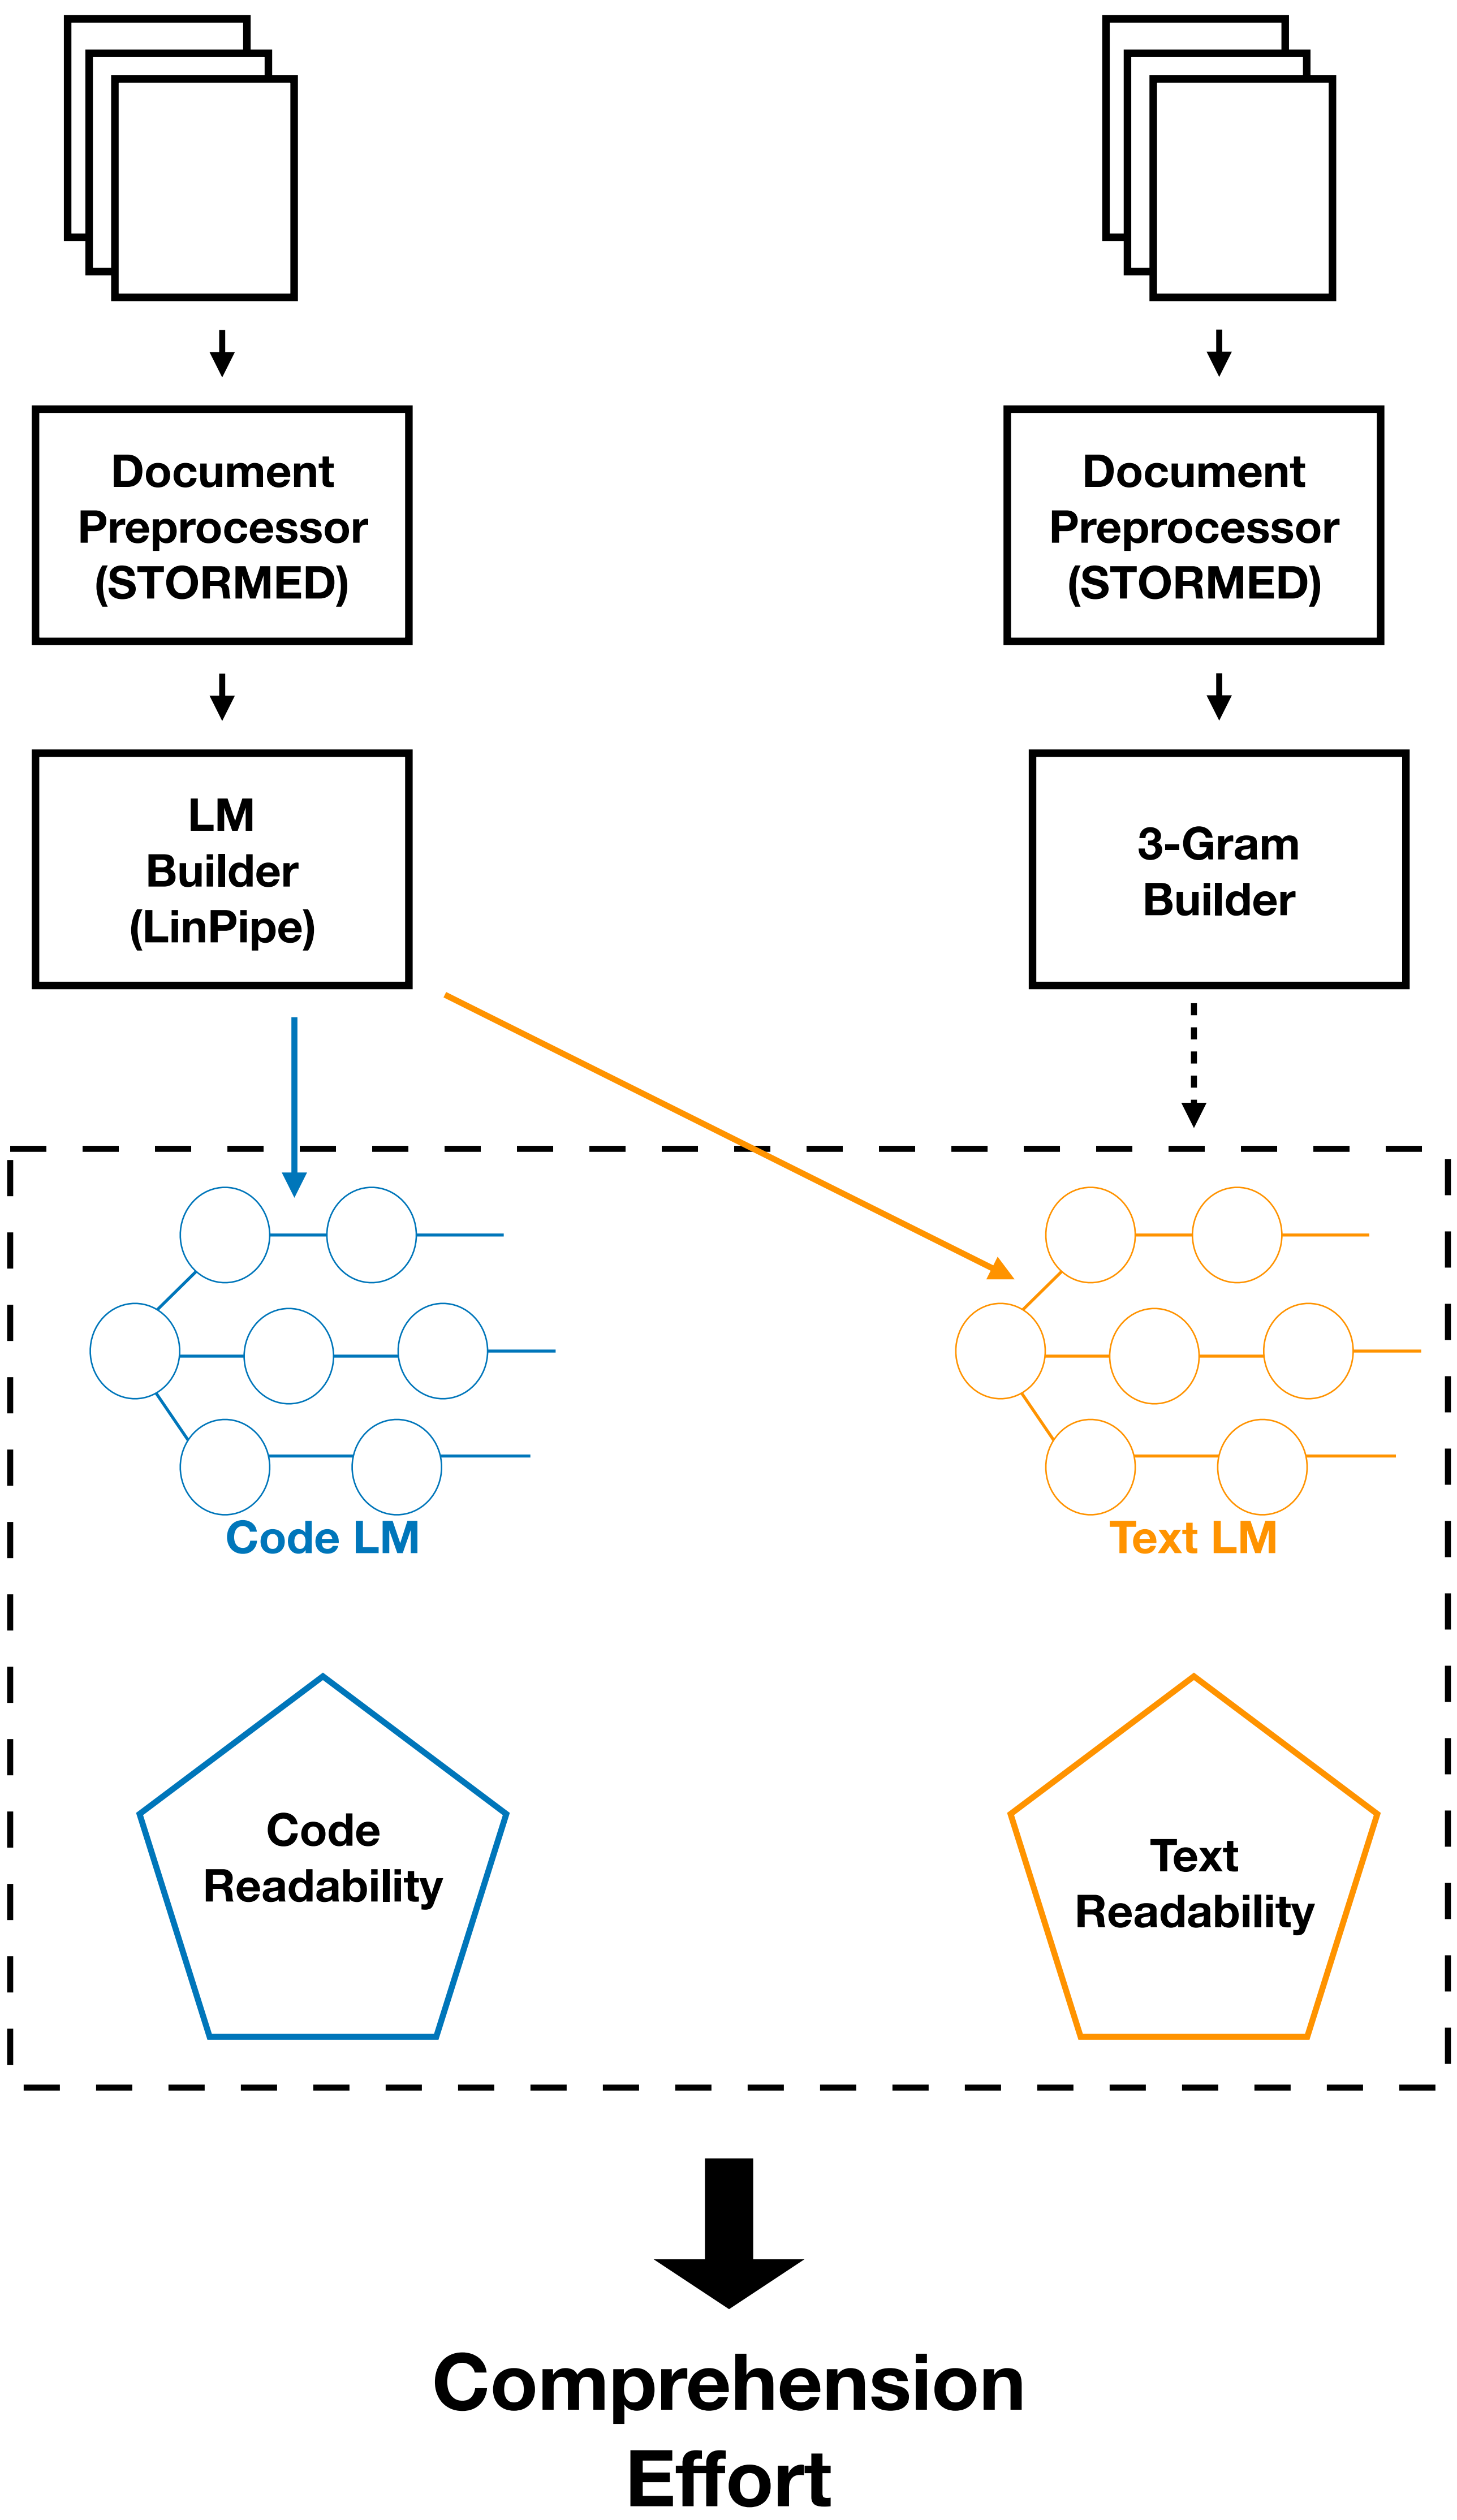 Document
Preprocessor
(STORMED)
Document
Preprocessor
(STORMED)
LM
Builder
(LinPipe)
3-Gram
Builder
Code LM
Text LM
Code
Readability
Text
Readability
Comprehension
Effort